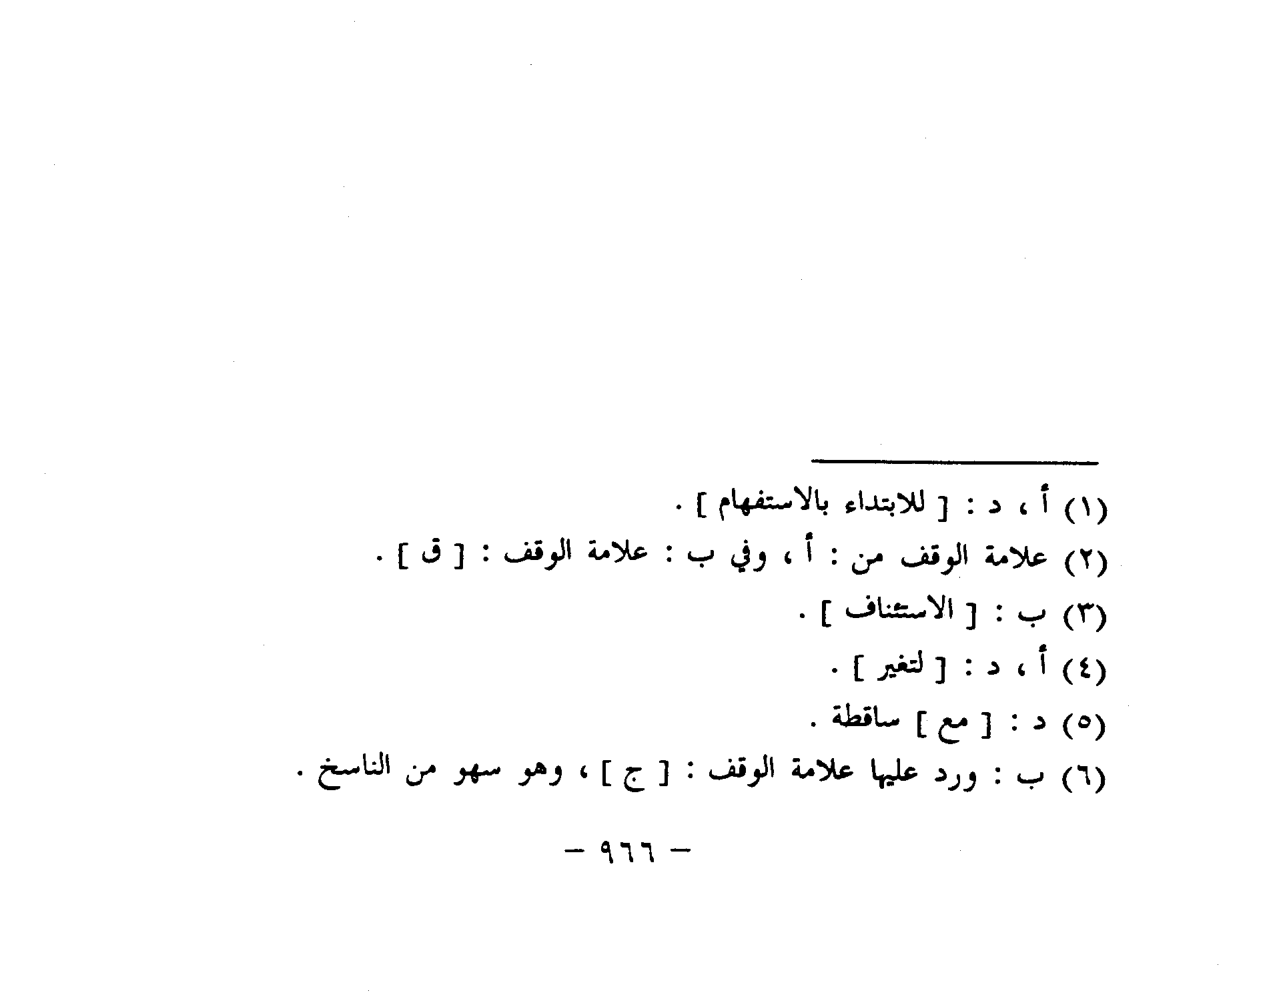 (١) أ ، د : [ للابتداء بالاستفهام ] .
(٢) علامة الوقف من : أ ، وفي ب : علامة الوقف : [ ق ] .
(٣) ب : [ الاستئناف ] .
(٤) أ ، د : [ لتغير ] .
(٥) د : [ مع ] ساقطة .
(٦) ب : ورد عليها علامة الوقف : [ ج ] ، وهو سهو من الناسخ .
– ٩٦٦ –